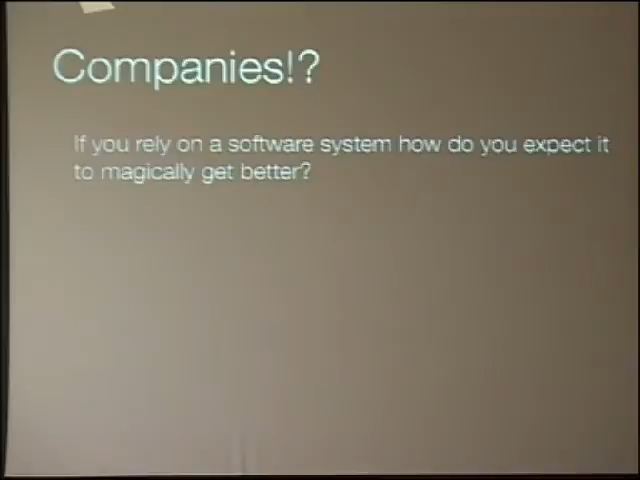 Companies!?
If you rely on a software system how do you expect it
to magically get better?